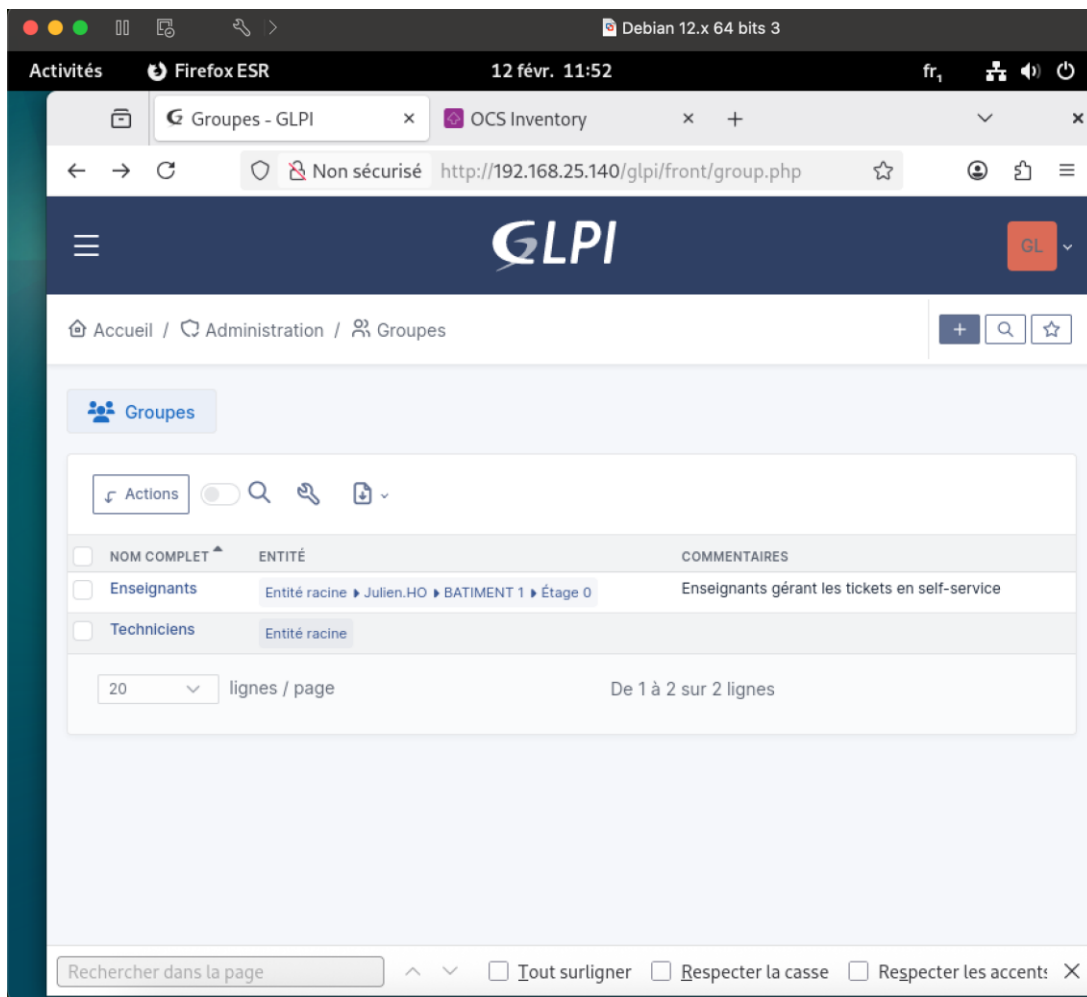 Debian 12.x 64 bits 3
Activités Firefox ESR 12 févr. 11:52 fr₁
Groupes - GLPI × OCS Inventory × +
Non sécurisé http://192.168.25.140/glpi/front/group.php
GLPI GL
Accueil / Administration / Groupes +
Groupes
Actions
NOM COMPLET ENTITÉ COMMENTAIRES
Enseignants Entité racine ▸ Julien.HO ▸ BATIMENT 1 ▸ Étage 0 Enseignants gérant les tickets en self-service
Techniciens Entité racine
20 lignes / page De 1 à 2 sur 2 lignes
Rechercher dans la page Tout surligner Respecter la casse Respecter les accents